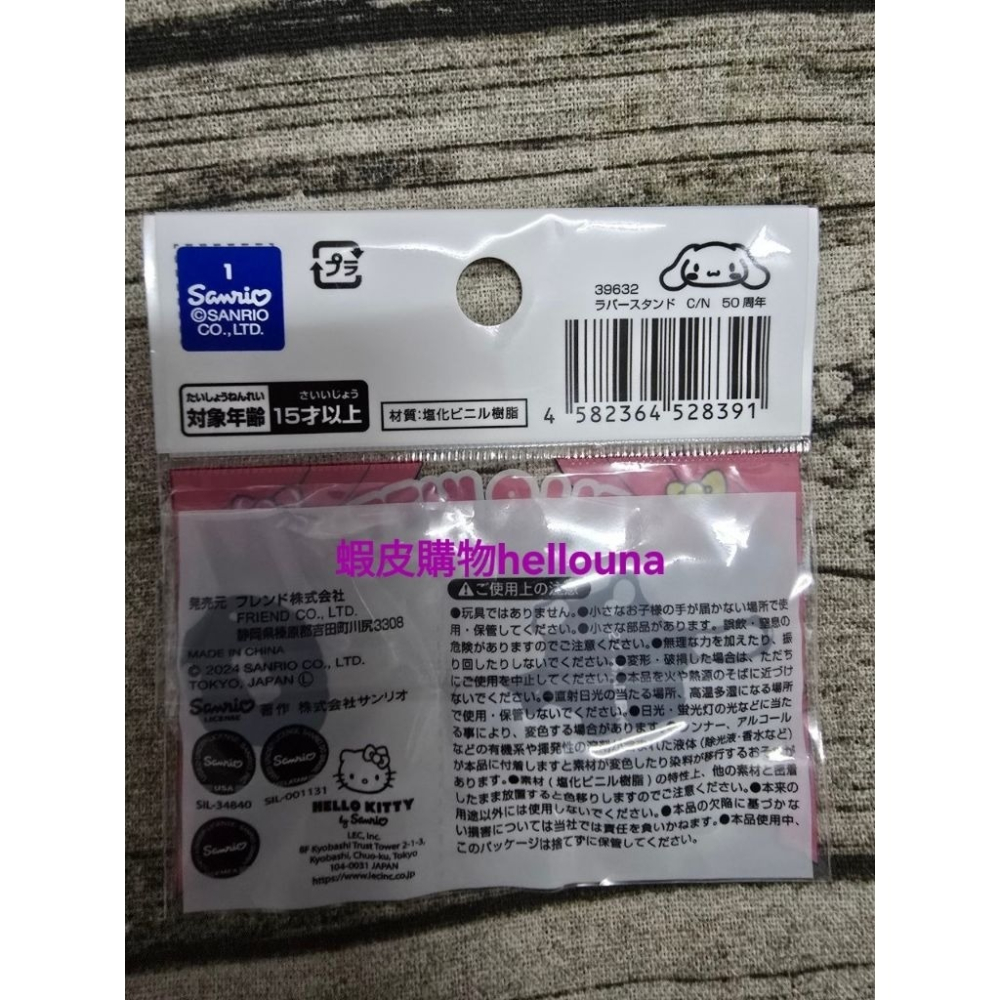 1
Sanrio
©SANRIO
CO.,LTD.
プラ
39632
ラバースタンド C/N 50周年
4 582364 528391
たいしょうねんれい
対象年齢
さいいじょう
15才以上
材質:塩化ビニル樹脂
蝦皮購物hellouna
発売元 フレンド株式会社
FRIEND CO., LTD.
静岡県榛原郡吉田町川尻3308
MADE IN CHINA
© 2024 SANRIO CO., LTD.
TOKYO, JAPAN Ⓛ
Sanrio
LICENSE
著作 株式会社サンリオ
Sanrio
SIL-34840
Sanrio
SIL-001131
Sanrio
HELLO KITTY
by Sanrio
LEC, Inc.
8F Kyobashi Trust Tower 2-1-3,
Kyobashi, Chuo-ku, Tokyo
104-0031 JAPAN
https://www.lecinc.co.jp
ご使用上の注意
●玩具ではありません。●小さなお子様の手が届かない場所で使
用・保管してください。●小さな部品があります。誤飲・窒息の
危険がありますのでご注意ください。●無理な力を加えたり、振
り回したりしないでください。●変形・破損した場合は、ただち
にご使用を中止してください。●本品を火や熱源のそばに近づけ
ないでください。●直射日光の当たる場所、高温多湿になる場所
で使用・保管しないでください。●日光・蛍光灯の光などに当た
る事により、変色する場合があります。●シンナー、アルコール
などの有機系や揮発性の溶剤が含まれた液体(除光液・香水など)
が本品に付着しますと素材が変色したり染料が移行するおそれが
あります。●素材(塩化ビニル樹脂)の特性上、他の素材と密着
したまま放置すると色移りしますのでご注意ください。●本来の
用途以外には使用しないでください。●本品の欠陥に基づかな
い損害については当社では責任を負いかねます。●本品使用中、
このパッケージは捨てずに保管してください。